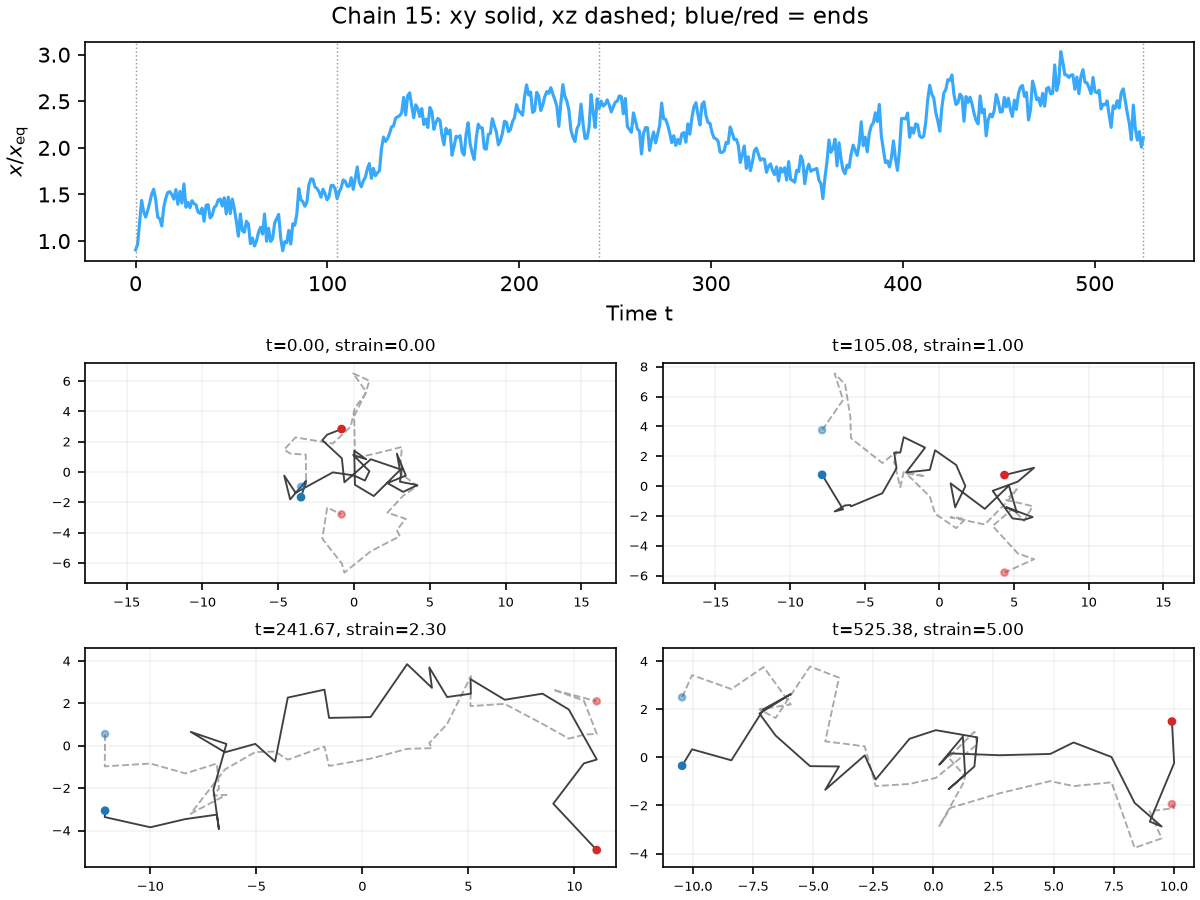 Chain 15: xy solid, xz dashed; blue/red = ends
3.0
2.5
2.0
1.5
1.0
x/x_eq
0 100 200 300 400 500
Time t
t=0.00, strain=0.00
6
4
2
0
−2
−4
−6
−15 −10 −5 0 5 10 15
t=105.08, strain=1.00
8
6
4
2
0
−2
−4
−6
−15 −10 −5 0 5 10 15
t=241.67, strain=2.30
4
2
0
−2
−4
−10 −5 0 5 10
t=525.38, strain=5.00
4
2
0
−2
−4
−10.0 −7.5 −5.0 −2.5 0.0 2.5 5.0 7.5 10.0